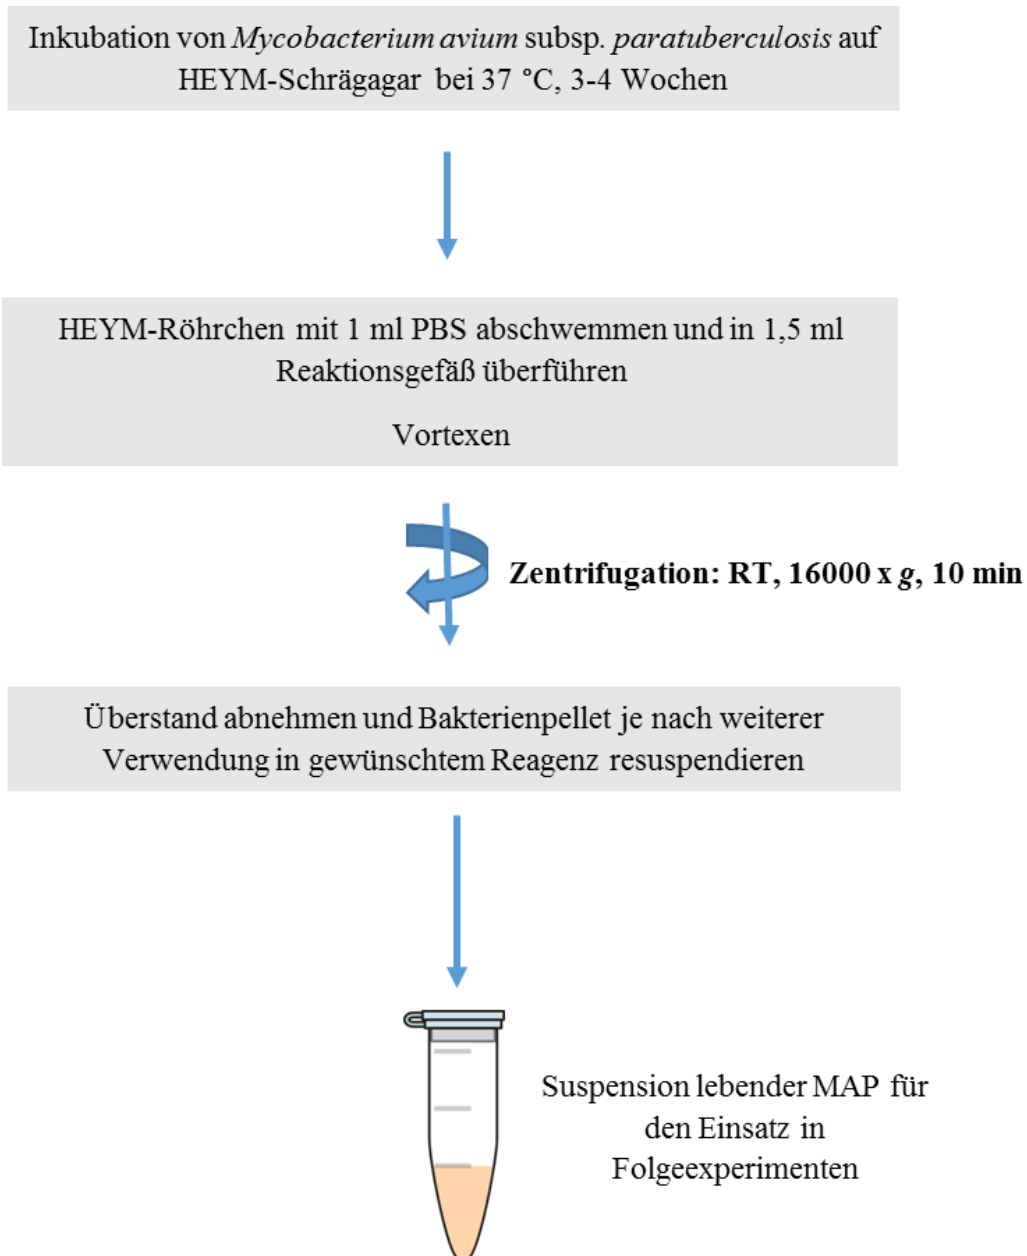 Inkubation von Mycobacterium avium subsp. paratuberculosis auf
HEYM-Schrägagar bei 37 °C, 3-4 Wochen
HEYM-Röhrchen mit 1 ml PBS abschwemmen und in 1,5 ml
Reaktionsgefäß überführen
Vortexen
Zentrifugation: RT, 16000 x g, 10 min
Überstand abnehmen und Bakterienpellet je nach weiterer
Verwendung in gewünschtem Reagenz resuspendieren
Suspension lebender MAP für
den Einsatz in
Folgeexperimenten